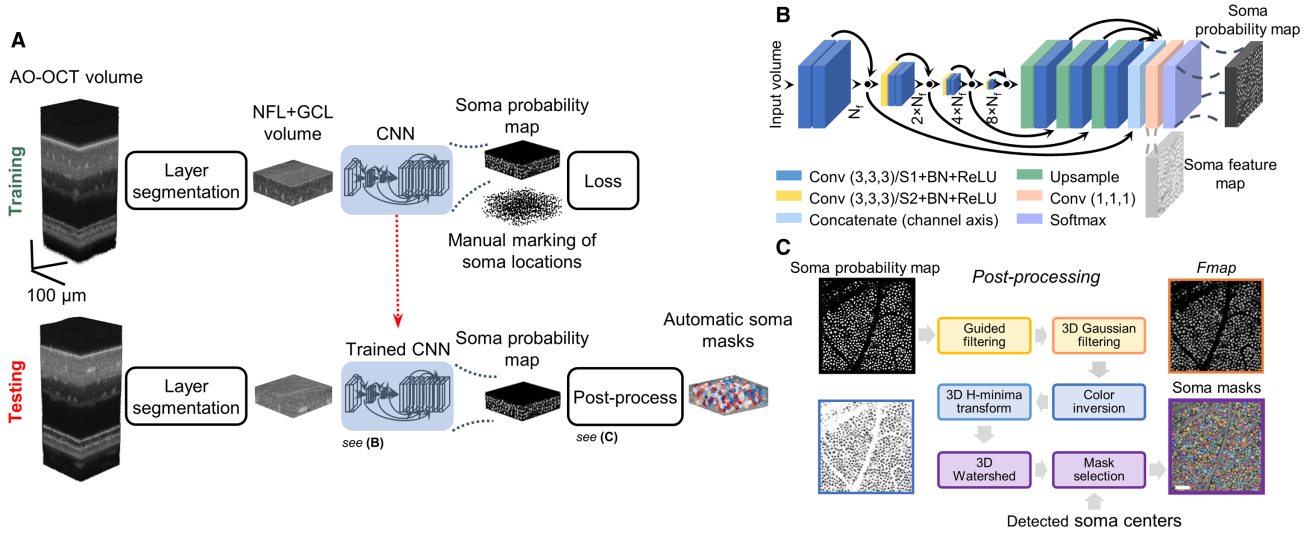 A
AO-OCT volume
Training
100 µm
Layer
segmentation
NFL+GCL
volume
CNN
Soma probability
map
Manual marking of
soma locations
Loss
Testing
Layer
segmentation
Trained CNN
see (B)
Soma probability
map
Post-process
see (C)
Automatic soma
masks
B
Input volume
Nf
2×Nf
4×Nf
8×Nf
Soma
probability map
Soma feature
map
Conv (3,3,3)/S1+BN+ReLU
Conv (3,3,3)/S2+BN+ReLU
Concatenate (channel axis)
Upsample
Conv (1,1,1)
Softmax
C
Soma probability map
Post-processing
Fmap
Guided
filtering
3D Gaussian
filtering
3D H-minima
transform
Color
inversion
Soma masks
3D
Watershed
Mask
selection
Detected soma centers